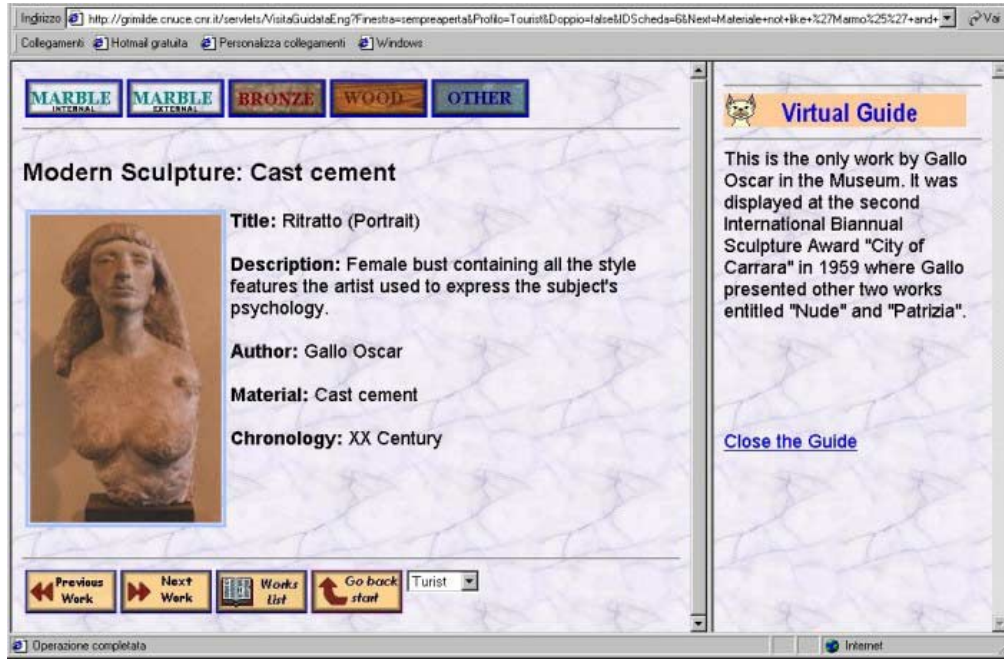 Indirizzo http://grimilde.cnuce.cnr.it/servlets/VisitaGuidataEng?Finestra=sempreaperta&Profilo=Tourist&Doppio=false&IDScheda=6&Next=Materiale+not+like+%27Marmo%25%27+and+ Vai
Collegamenti Hotmail gratuita Personalizza collegamenti Windows
MARBLE INTERNAL
MARBLE EXTERNAL
BRONZE
WOOD
OTHER
Modern Sculpture: Cast cement
Title: Ritratto (Portrait)
Description: Female bust containing all the style
features the artist used to express the subject's
psychology.
Author: Gallo Oscar
Material: Cast cement
Chronology: XX Century
Previous
Work
Next
Work
Works
list
Go back
start
Turist
Virtual Guide
This is the only work by Gallo
Oscar in the Museum. It was
displayed at the second
International Biannual
Sculpture Award "City of
Carrara" in 1959 where Gallo
presented other two works
entitled "Nude" and "Patrizia".
Close the Guide
Operazione completata
Internet